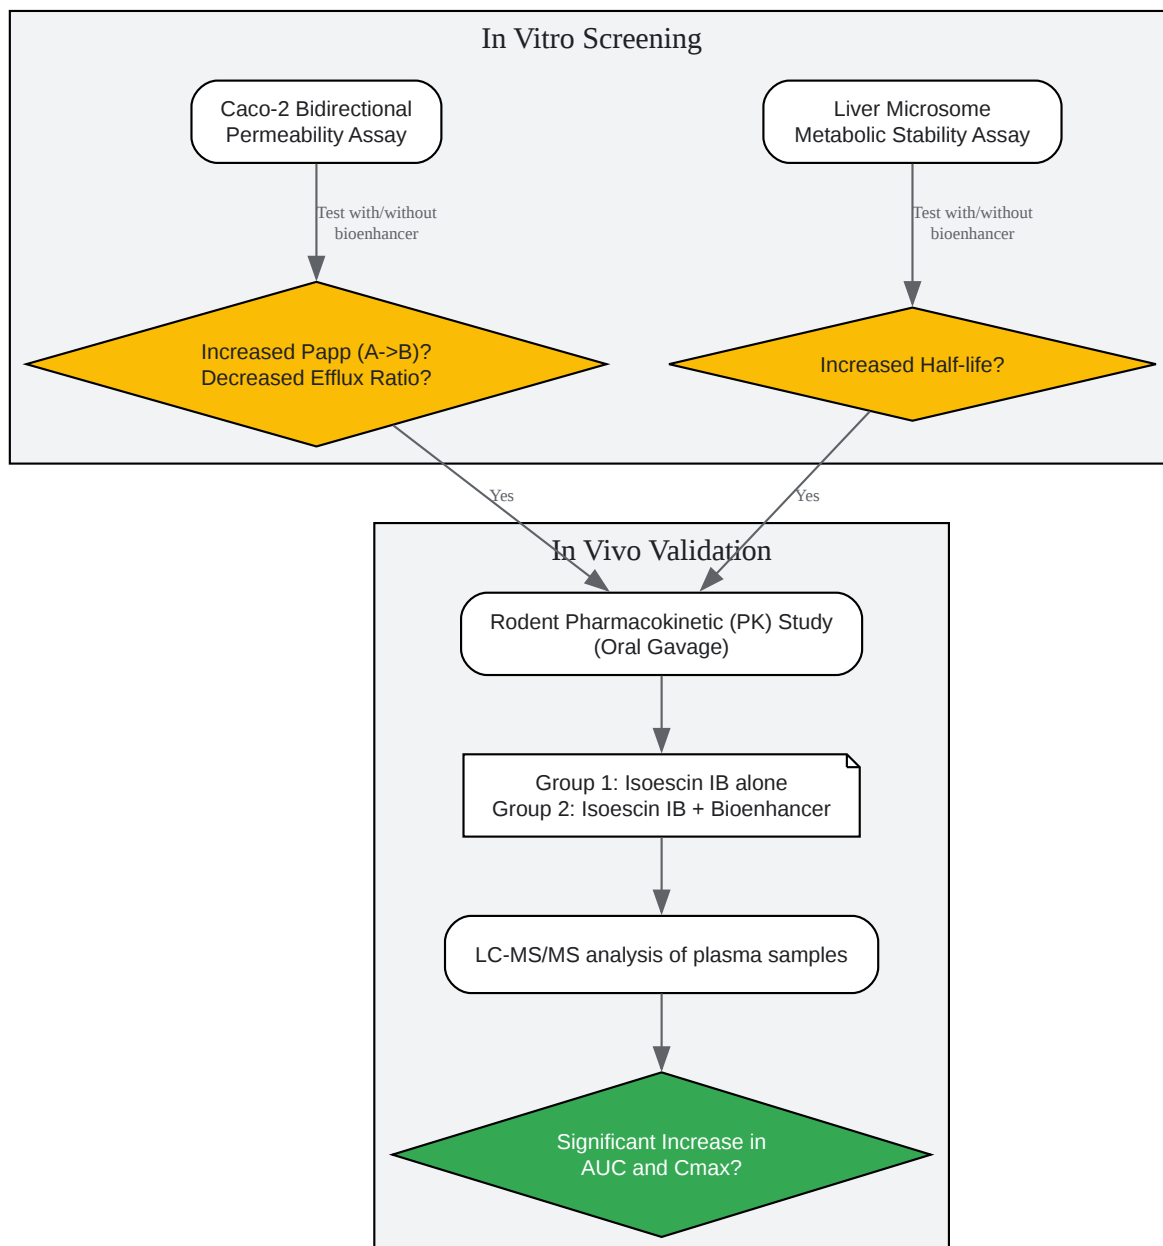 In Vitro Screening
Caco-2 Bidirectional
Permeability Assay
Liver Microsome
Metabolic Stability Assay
Test with/without
bioenhancer
Test with/without
bioenhancer
Increased Papp (A->B)?
Decreased Efflux Ratio?
Increased Half-life?
Yes
Yes
In Vivo Validation
Rodent Pharmacokinetic (PK) Study
(Oral Gavage)
Group 1: Isoescin IB alone
Group 2: Isoescin IB + Bioenhancer
LC-MS/MS analysis of plasma samples
Significant Increase in
AUC and Cmax?